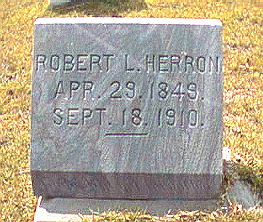 ROBERT L. HERRON
APR. 29. 1849.
SEPT. 18. 1910.